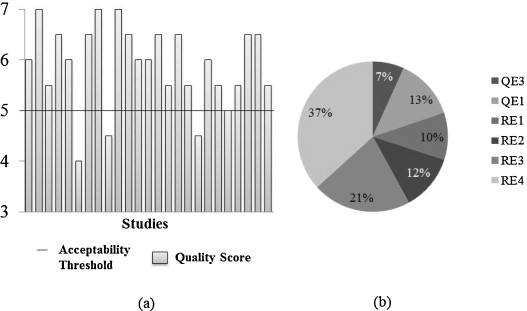 7
6
5
4
3
Studies
Acceptability
Threshold
Quality Score
(a)
7%
13%
10%
12%
21%
37%
QE3
QE1
RE1
RE2
RE3
RE4
(b)